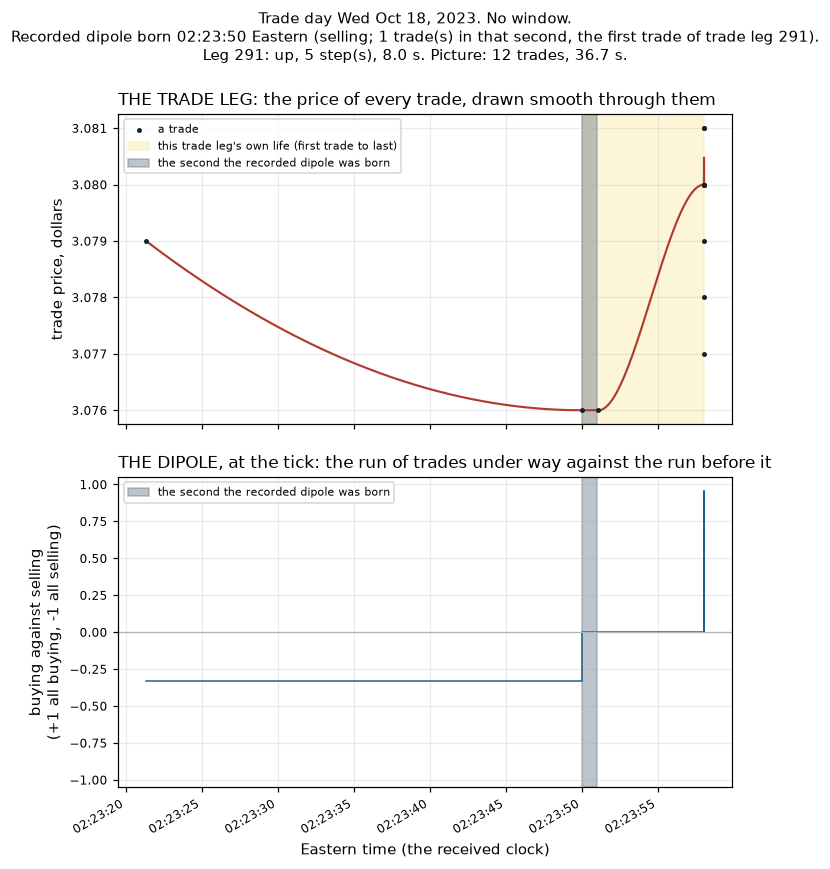 Trade day Wed Oct 18, 2023. No window.
Recorded dipole born 02:23:50 Eastern (selling; 1 trade(s) in that second, the first trade of trade leg 291).
Leg 291: up, 5 step(s), 8.0 s. Picture: 12 trades, 36.7 s.
THE TRADE LEG: the price of every trade, drawn smooth through them
a trade
this trade leg's own life (first trade to last)
the second the recorded dipole was born
trade price, dollars
3.081
3.080
3.079
3.078
3.077
3.076
THE DIPOLE, at the tick: the run of trades under way against the run before it
the second the recorded dipole was born
buying against selling
(+1 all buying, -1 all selling)
1.00
0.75
0.50
0.25
0.00
−0.25
−0.50
−0.75
−1.00
02:23:20
02:23:25
02:23:30
02:23:35
02:23:40
02:23:45
02:23:50
02:23:55
Eastern time (the received clock)